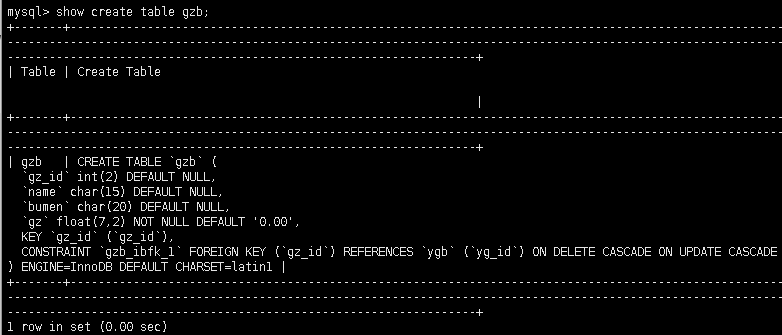 mysql> show create table gzb;
+-------+-----------------------------------------------------------------------------------------------------------
-----------------------------------------------------------------------------------------------------------------
-----------------------------------------------------------------+
| Table | Create Table
|
+-------+-----------------------------------------------------------------------------------------------------------
-----------------------------------------------------------------------------------------------------------------
-----------------------------------------------------------------+
| gzb   | CREATE TABLE `gzb` (
  `gz_id` int(2) DEFAULT NULL,
  `name` char(15) DEFAULT NULL,
  `bumen` char(20) DEFAULT NULL,
  `gz` float(7,2) NOT NULL DEFAULT '0.00',
  KEY `gz_id` (`gz_id`),
  CONSTRAINT `gzb_ibfk_1` FOREIGN KEY (`gz_id`) REFERENCES `ygb` (`yg_id`) ON DELETE CASCADE ON UPDATE CASCADE
) ENGINE=InnoDB DEFAULT CHARSET=latin1 |
+-------+-----------------------------------------------------------------------------------------------------------
-----------------------------------------------------------------------------------------------------------------
-----------------------------------------------------------------+
1 row in set (0.00 sec)